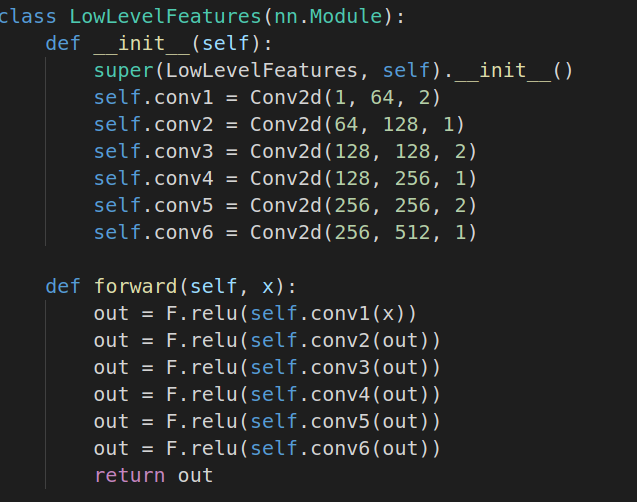 class LowLevelFeatures(nn.Module):
    def __init__(self):
        super(LowLevelFeatures, self).__init__()
        self.conv1 = Conv2d(1, 64, 2)
        self.conv2 = Conv2d(64, 128, 1)
        self.conv3 = Conv2d(128, 128, 2)
        self.conv4 = Conv2d(128, 256, 1)
        self.conv5 = Conv2d(256, 256, 2)
        self.conv6 = Conv2d(256, 512, 1)

    def forward(self, x):
        out = F.relu(self.conv1(x))
        out = F.relu(self.conv2(out))
        out = F.relu(self.conv3(out))
        out = F.relu(self.conv4(out))
        out = F.relu(self.conv5(out))
        out = F.relu(self.conv6(out))
        return out